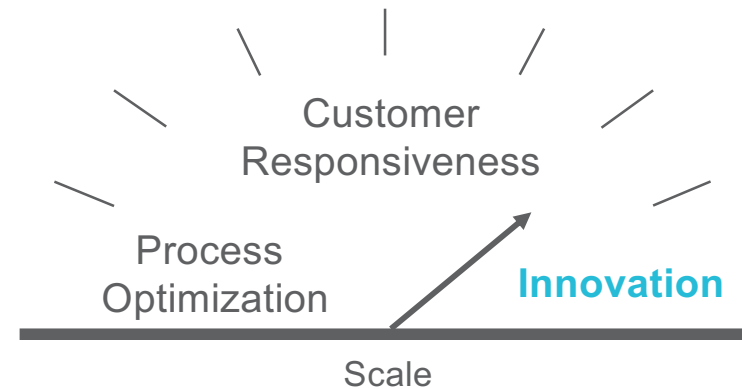 Customer
Responsiveness
Process
Optimization
Innovation
Scale